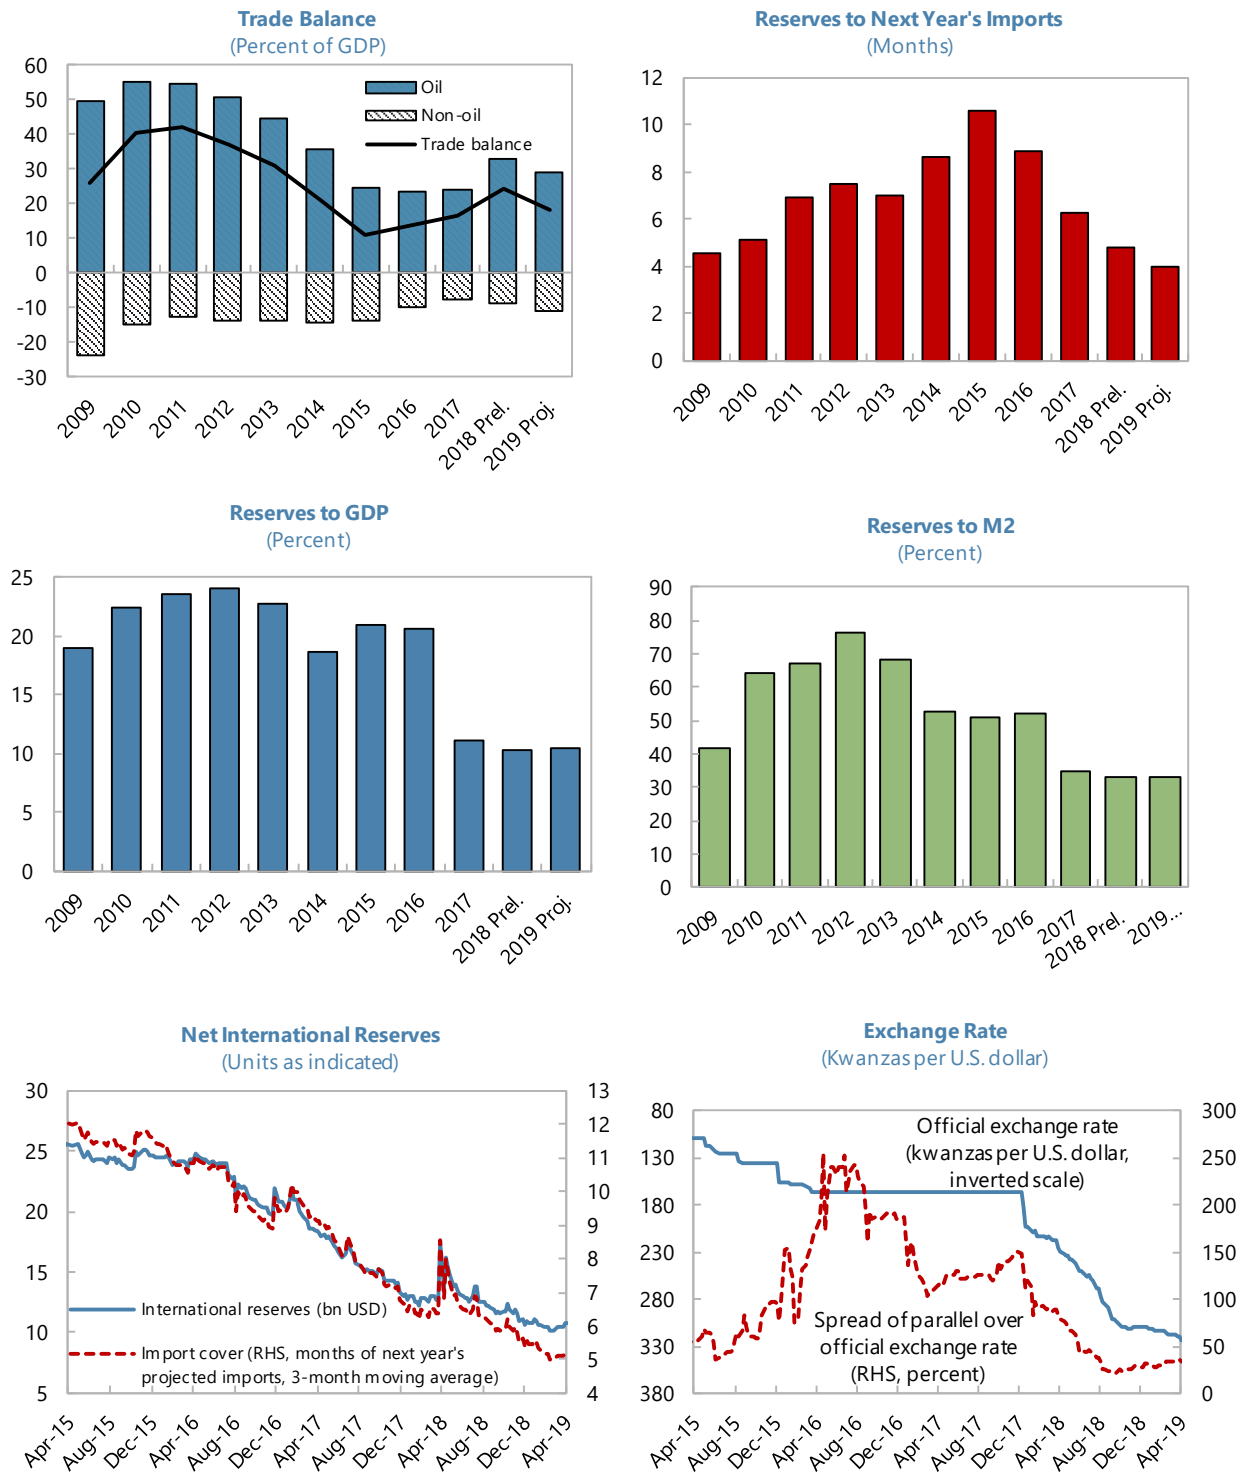 Trade Balance
(Percent of GDP)
60
50
40
30
20
10
0
-10
-20
-30
Oil
Non-oil
Trade balance
2009
2010
2011
2012
2013
2014
2015
2016
2017
2018 Prel.
2019 Proj.
Reserves to Next Year's Imports
(Months)
12
10
8
6
4
2
0
2009
2010
2011
2012
2013
2014
2015
2016
2017
2018 Prel.
2019 Proj.
Reserves to GDP
(Percent)
25
20
15
10
5
0
2009
2010
2011
2012
2013
2014
2015
2016
2017
2018 Prel.
2019 Proj.
Reserves to M2
(Percent)
90
80
70
60
50
40
30
20
10
0
2009
2010
2011
2012
2013
2014
2015
2016
2017
2018 Prel.
2019...
Net International Reserves
(Units as indicated)
30
25
20
15
10
5
13
12
11
10
9
8
7
6
5
4
International reserves (bn USD)
Import cover (RHS, months of next year's
projected imports, 3-month moving average)
Apr-15
Aug-15
Dec-15
Apr-16
Aug-16
Dec-16
Apr-17
Aug-17
Dec-17
Apr-18
Aug-18
Dec-18
Apr-19
Exchange Rate
(Kwanzas per U.S. dollar)
80
130
180
230
280
330
380
300
250
200
150
100
50
0
Official exchange rate
(kwanzas per U.S. dollar,
inverted scale)
Spread of parallel over
official exchange rate
(RHS, percent)
Apr-15
Aug-15
Dec-15
Apr-16
Aug-16
Dec-16
Apr-17
Aug-17
Dec-17
Apr-18
Aug-18
Dec-18
Apr-19